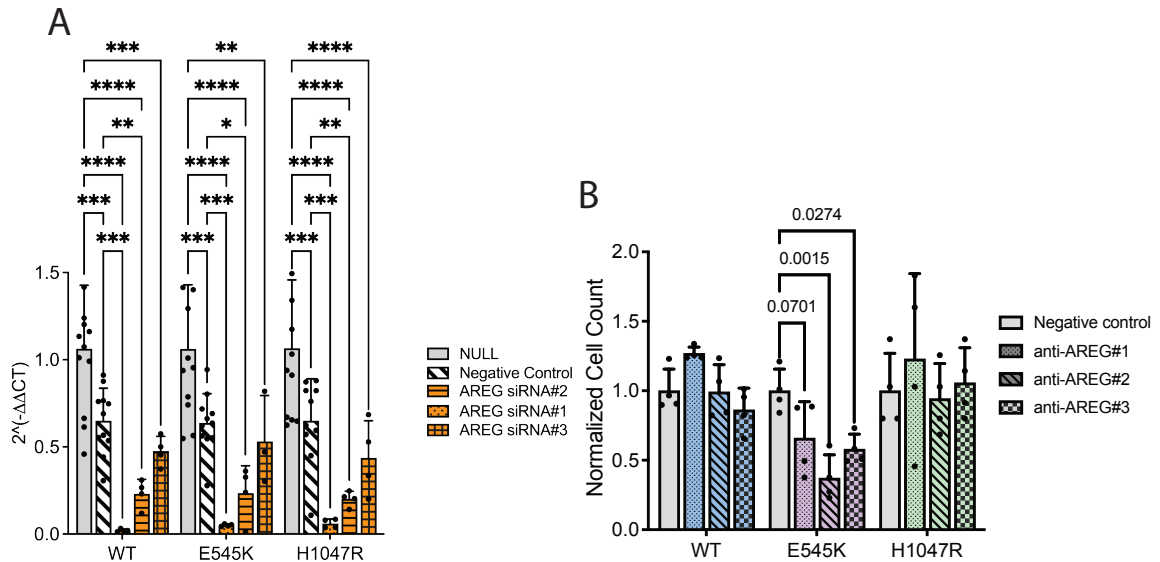 A
*** ** ****
**** **** ****
** * **
**** **** ****
*** *** ***
*** *** ***
2^(-ΔΔCT)
1.5
1.0
0.5
0.0
WT E545K H1047R
NULL
Negative Control
AREG siRNA#2
AREG siRNA#1
AREG siRNA#3
B
0.0274
0.0015
0.0701
Normalized Cell Count
2.0
1.5
1.0
0.5
0.0
WT E545K H1047R
Negative control
anti-AREG#1
anti-AREG#2
anti-AREG#3